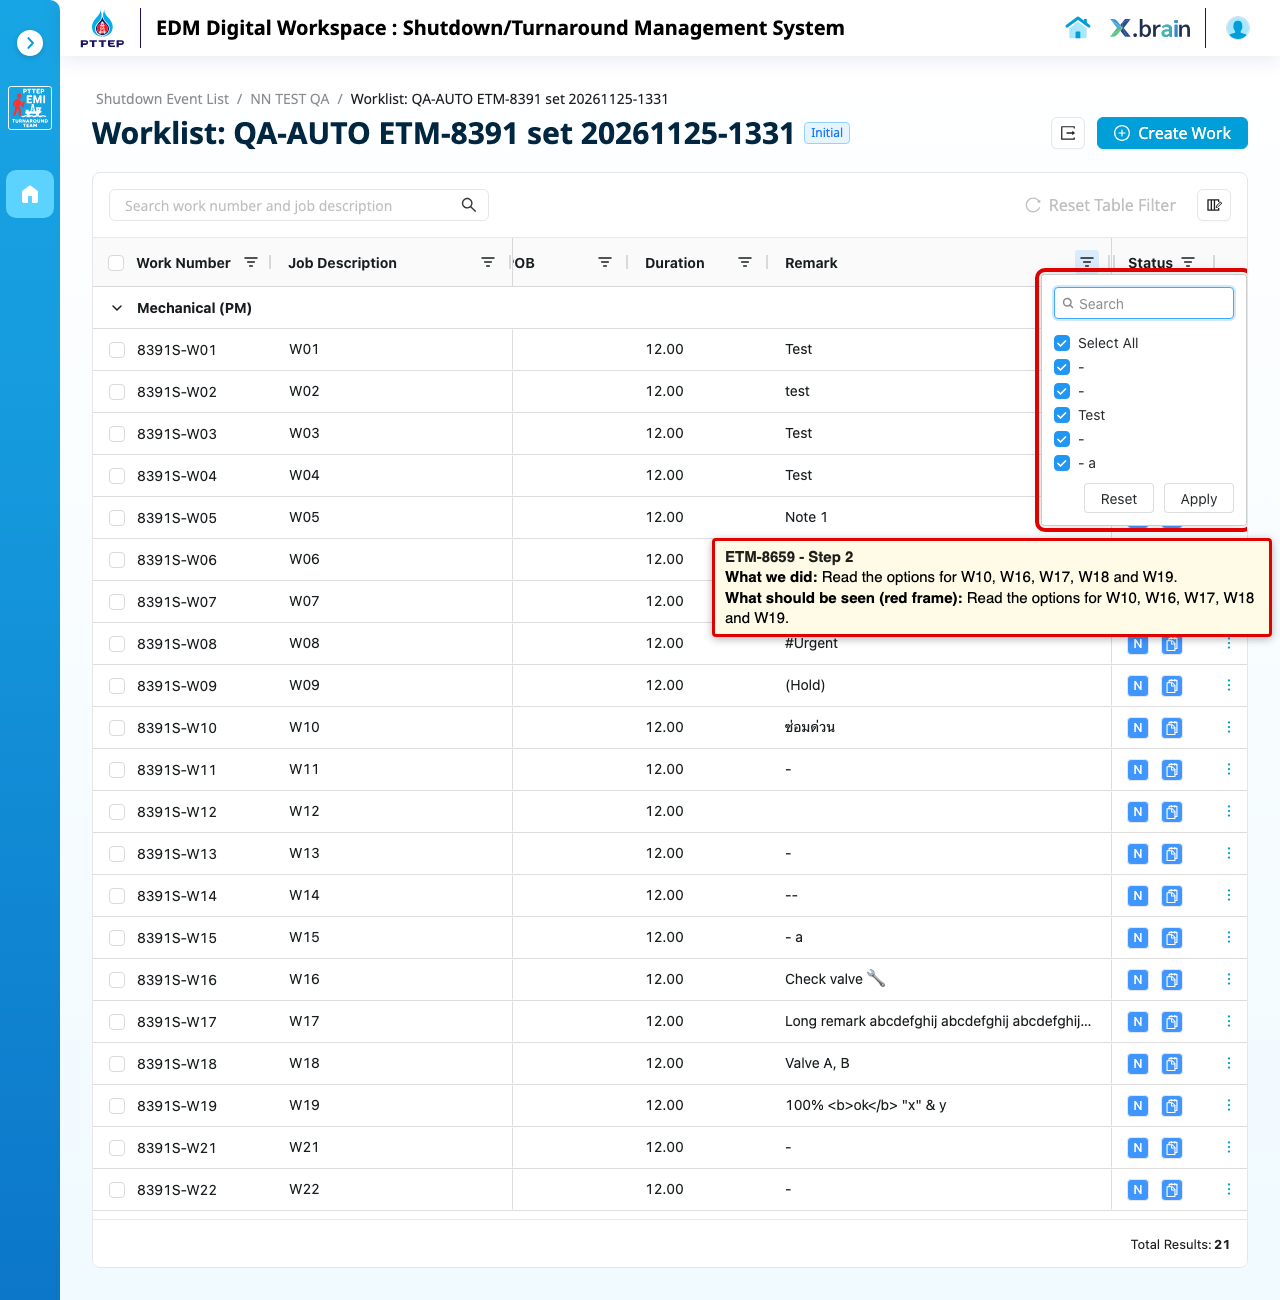 PTTEP
EDM Digital Workspace : Shutdown/Turnaround Management System
X.brain
PTTEP
EMI
TURNAROUND
TEAM
Shutdown Event List / NN TEST QA / Worklist: QA-AUTO ETM-8391 set 20261125-1331
Worklist: QA-AUTO ETM-8391 set 20261125-1331 Initial
Create Work
Search work number and job description
Reset Table Filter
Work Number Job Description POB Duration Remark Status
Mechanical (PM)
8391S-W01 W01 12.00 Test
8391S-W02 W02 12.00 test
8391S-W03 W03 12.00 Test
8391S-W04 W04 12.00 Test
8391S-W05 W05 12.00 Note 1
8391S-W06 W06 12.00
8391S-W07 W07 12.00
8391S-W08 W08 12.00 #Urgent N
8391S-W09 W09 12.00 (Hold) N
8391S-W10 W10 12.00 ซ่อมด่วน N
8391S-W11 W11 12.00 - N
8391S-W12 W12 12.00 N
8391S-W13 W13 12.00 - N
8391S-W14 W14 12.00 -- N
8391S-W15 W15 12.00 - a N
8391S-W16 W16 12.00 Check valve 🔧 N
8391S-W17 W17 12.00 Long remark abcdefghij abcdefghij abcdefghij... N
8391S-W18 W18 12.00 Valve A, B N
8391S-W19 W19 12.00 100% <b>ok</b> "x" & y N
8391S-W21 W21 12.00 - N
8391S-W22 W22 12.00 - N
Search
Select All
-
-
Test
-
- a
Reset Apply
ETM-8659 - Step 2
What we did: Read the options for W10, W16, W17, W18 and W19.
What should be seen (red frame): Read the options for W10, W16, W17, W18
and W19.
Total Results: 21